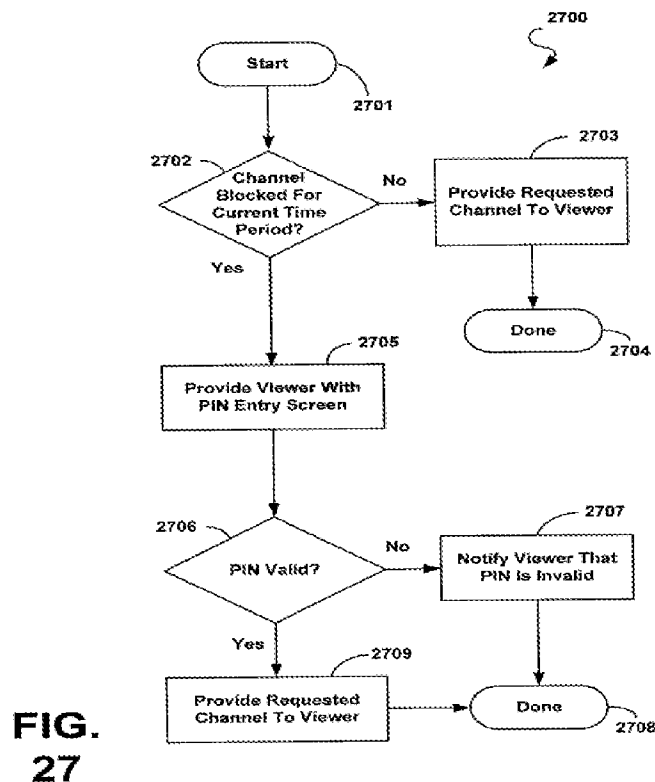 2700
Start
2701
2702
Channel
Blocked For
Current Time
Period?
No
2703
Provide Requested
Channel To Viewer
Yes
Done
2704
2705
Provide Viewer With
PIN Entry Screen
2706
PIN Valid?
No
2707
Notify Viewer That
PIN Is Invalid
Yes
2709
Provide Requested
Channel To Viewer
Done
2708
FIG.
27